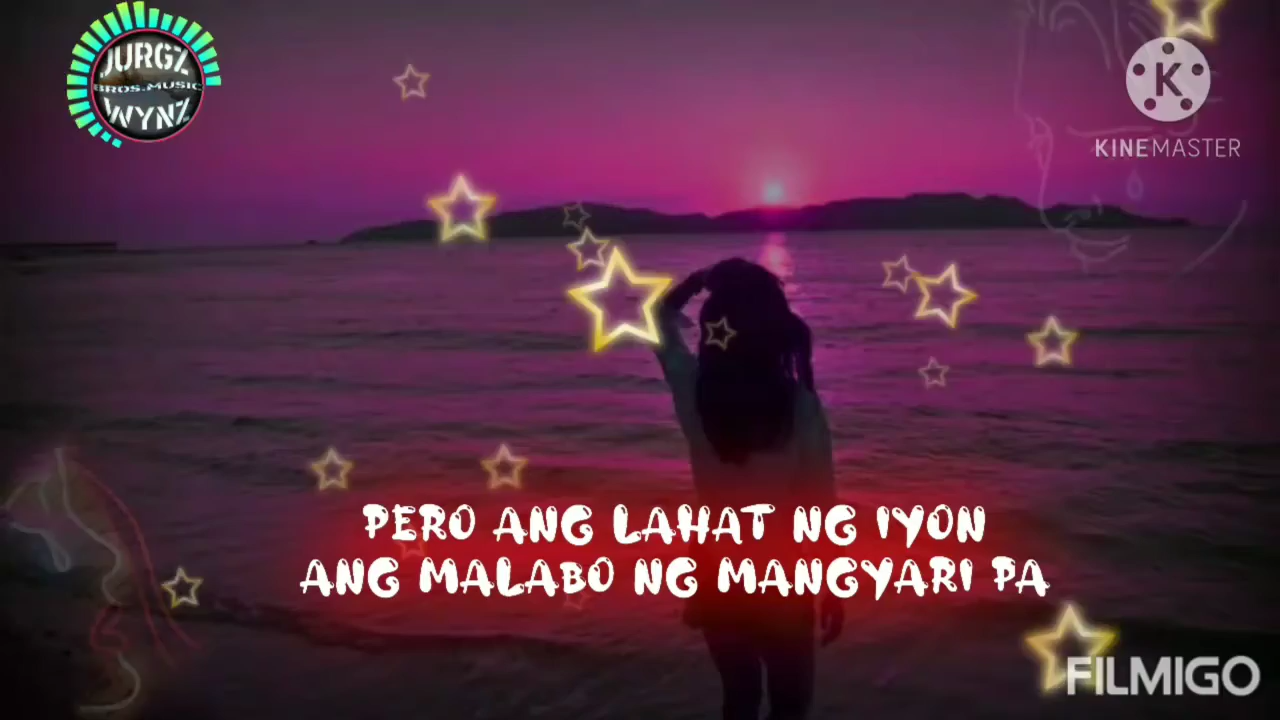 JURGZ
BROS.MUSIC
WYNZ
K
KINEMASTER
PERO ANG LAHAT NG IYON
ANG MALABO NG MANGYARI PA
FILMIGO